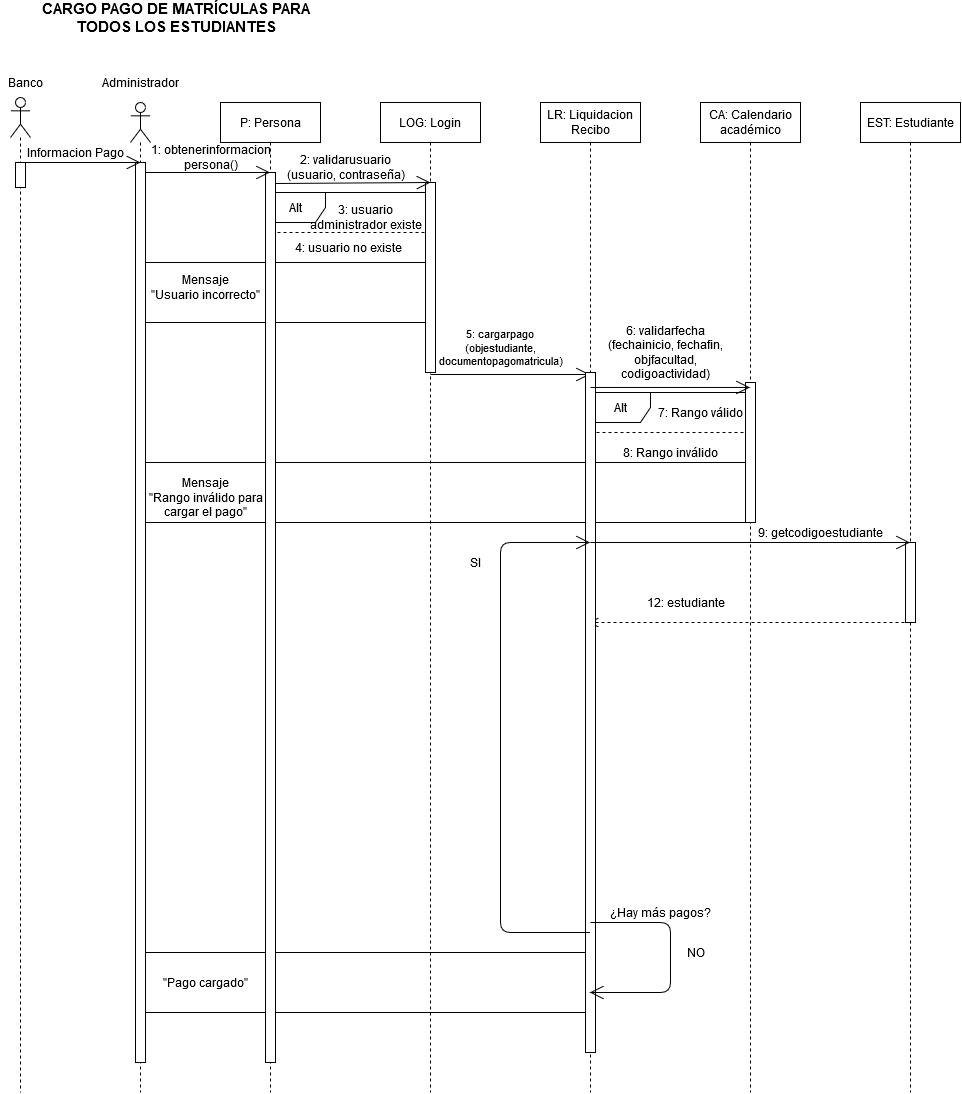 CARGO PAGO DE MATRÍCULAS PARA
TODOS LOS ESTUDIANTES
Banco
Administrador
P: Persona
LOG: Login
LR: Liquidacion
Recibo
CA: Calendario
académico
EST: Estudiante
Informacion Pago
1: obtenerinformacion
persona()
2: validarusuario
(usuario, contraseña)
Alt
3: usuario
administrador existe
4: usuario no existe
Mensaje
"Usuario incorrecto"
5: cargarpago
(objestudiante,
documentopagomatricula)
6: validarfecha
(fechainicio, fechafin,
objfacultad,
codigoactividad)
Alt
7: Rango válido
8: Rango inválido
Mensaje
"Rango inválido para
cargar el pago"
9: getcodigoestudiante
SI
12: estudiante
¿Hay más pagos?
NO
"Pago cargado"